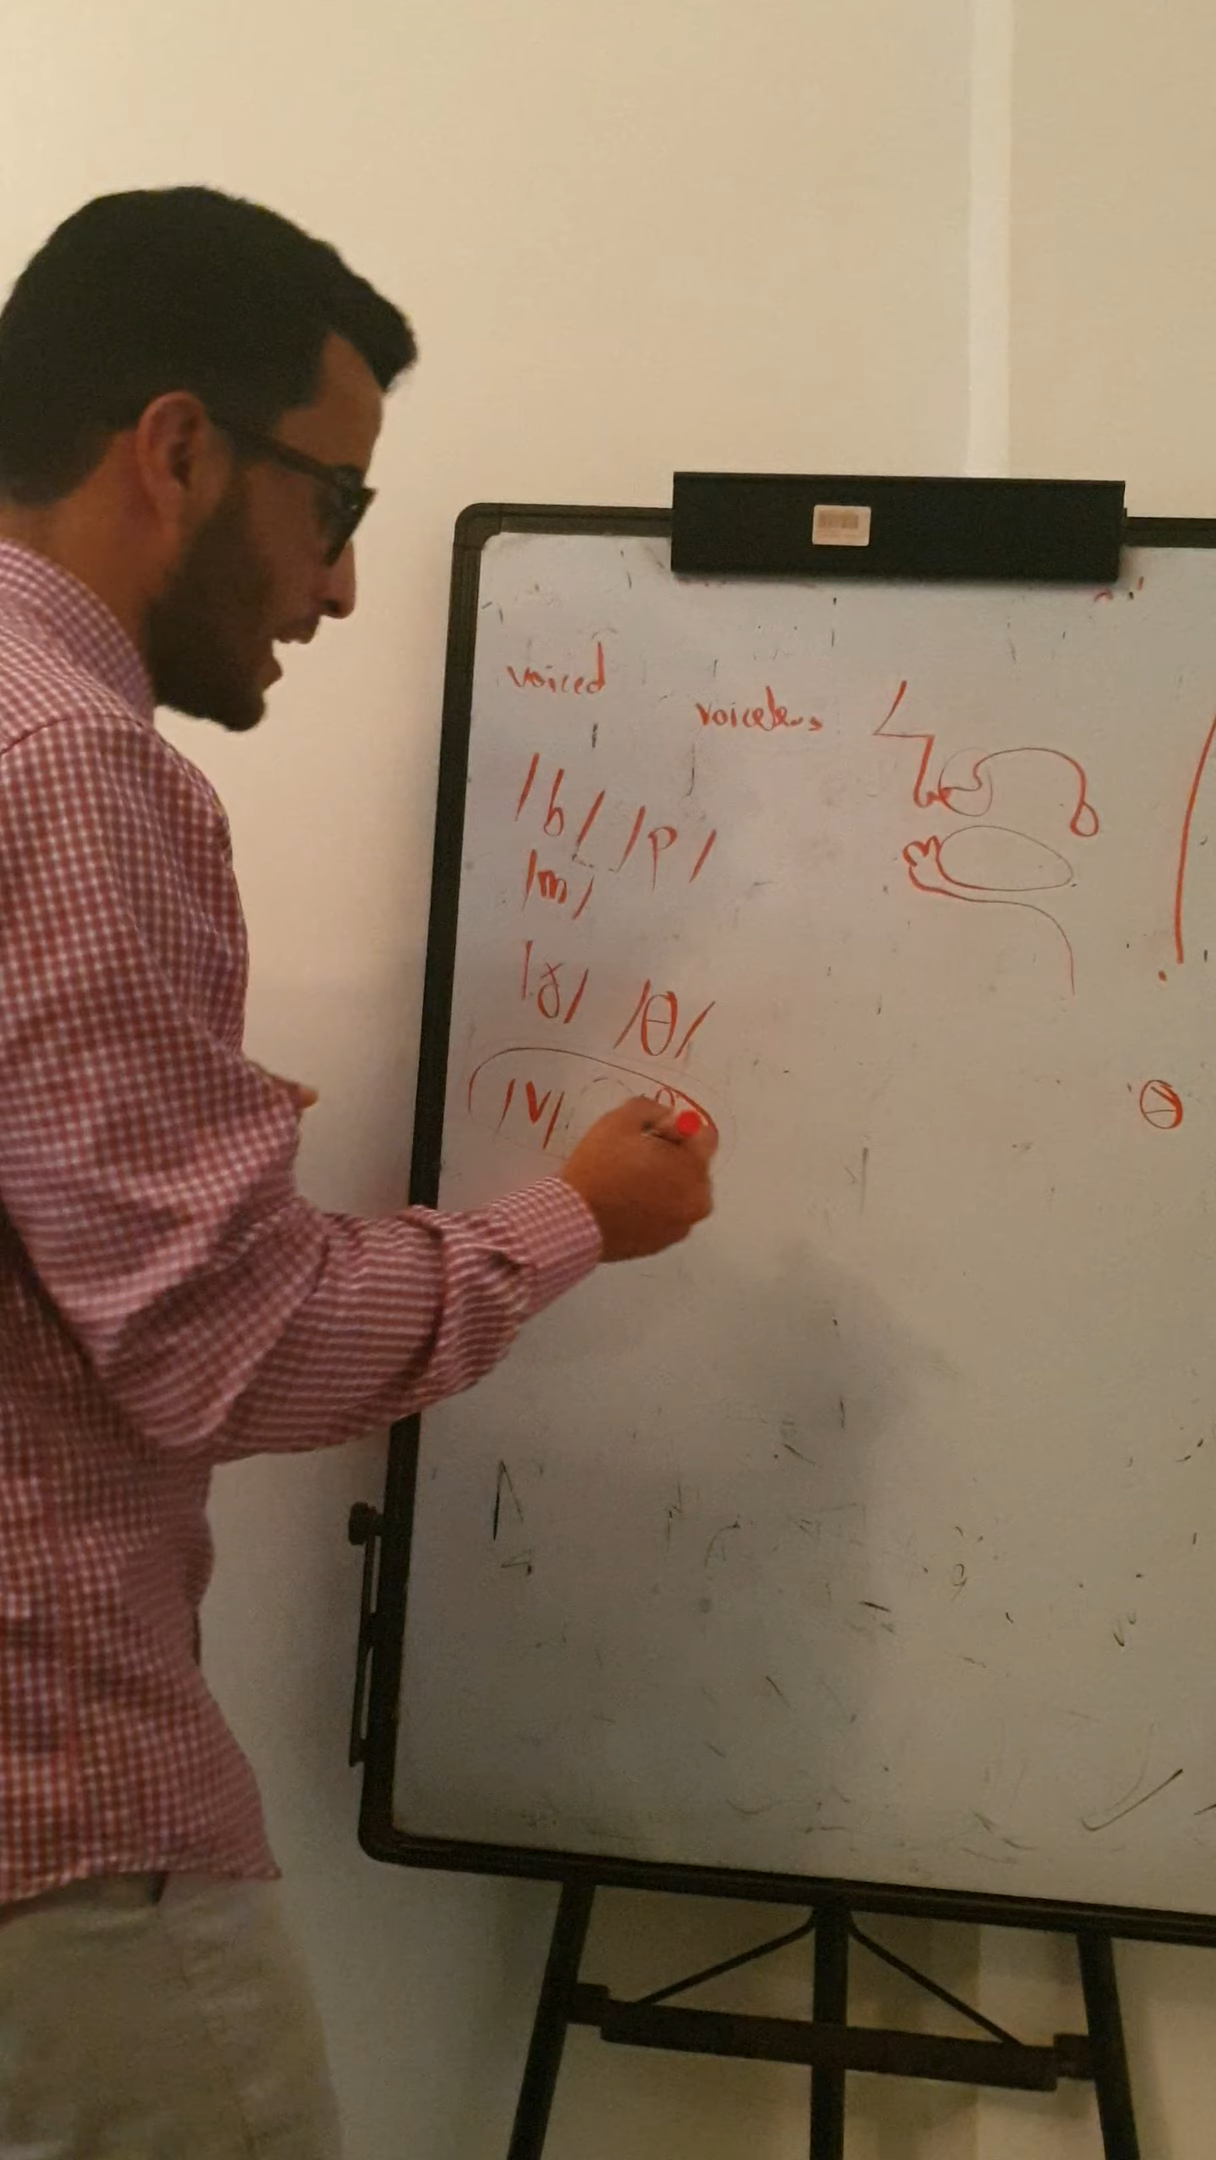 voiced voiceless
/b/ /p/
/m/
/ð/ /θ/
/v/
θ